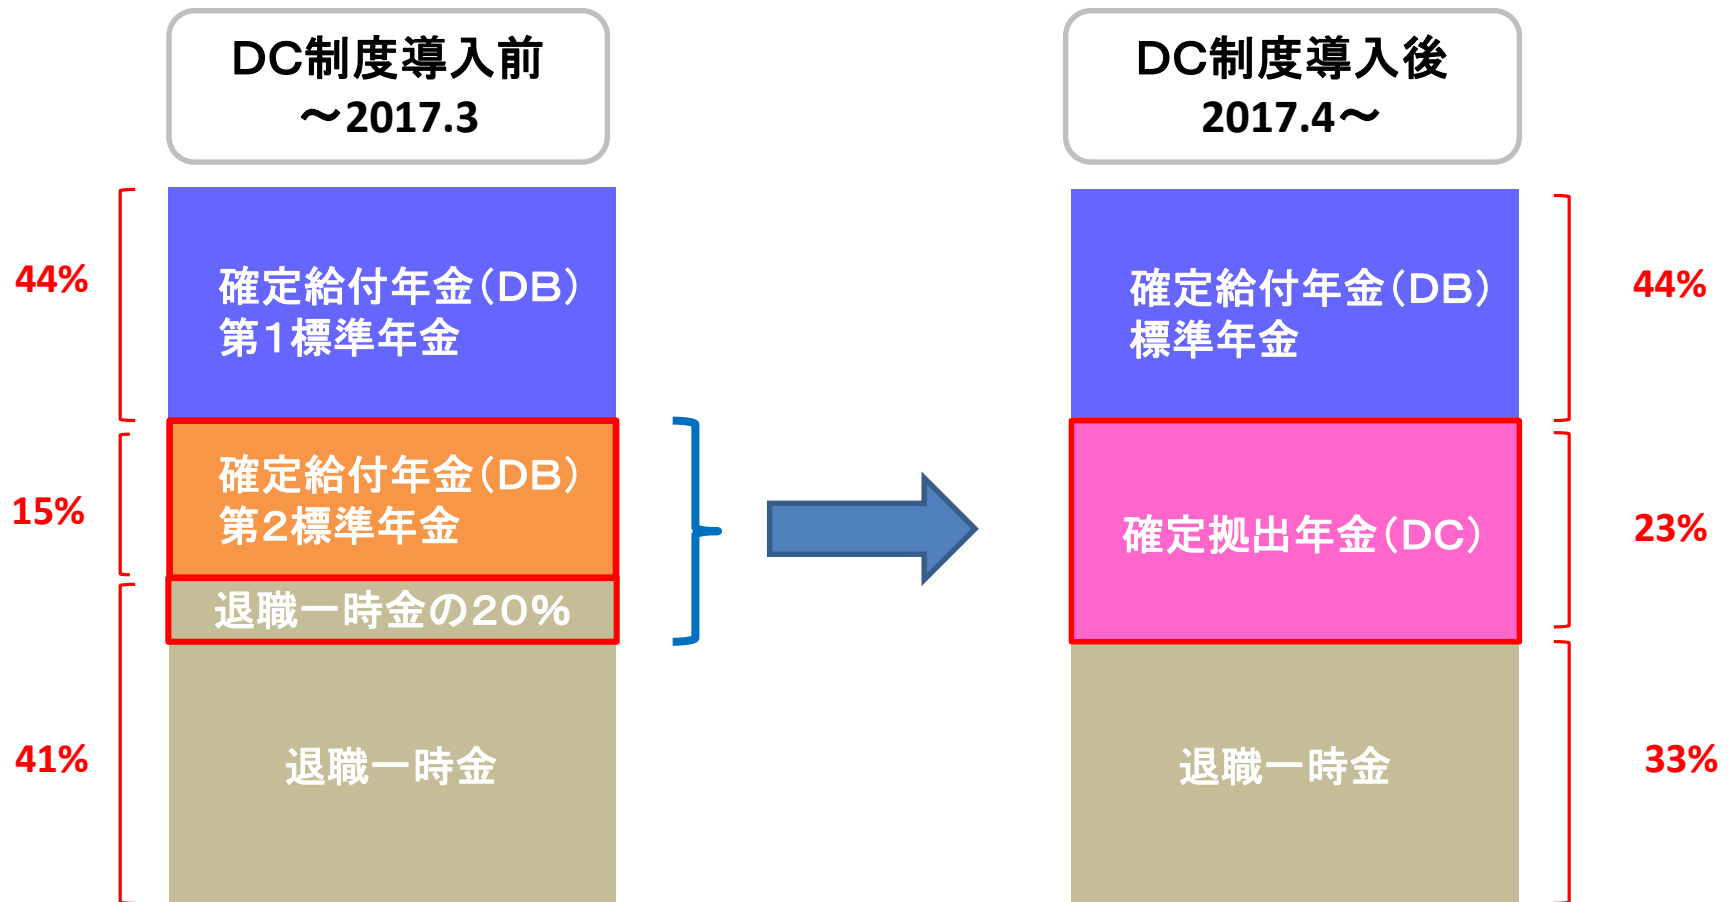 DC制度導入前
～2017.3
DC制度導入後
2017.4～
44%
確定給付年金(DB)
第1標準年金
15%
確定給付年金(DB)
第2標準年金
退職一時金の20%
41%
退職一時金
確定給付年金(DB)
標準年金
44%
確定拠出年金(DC)
23%
退職一時金
33%